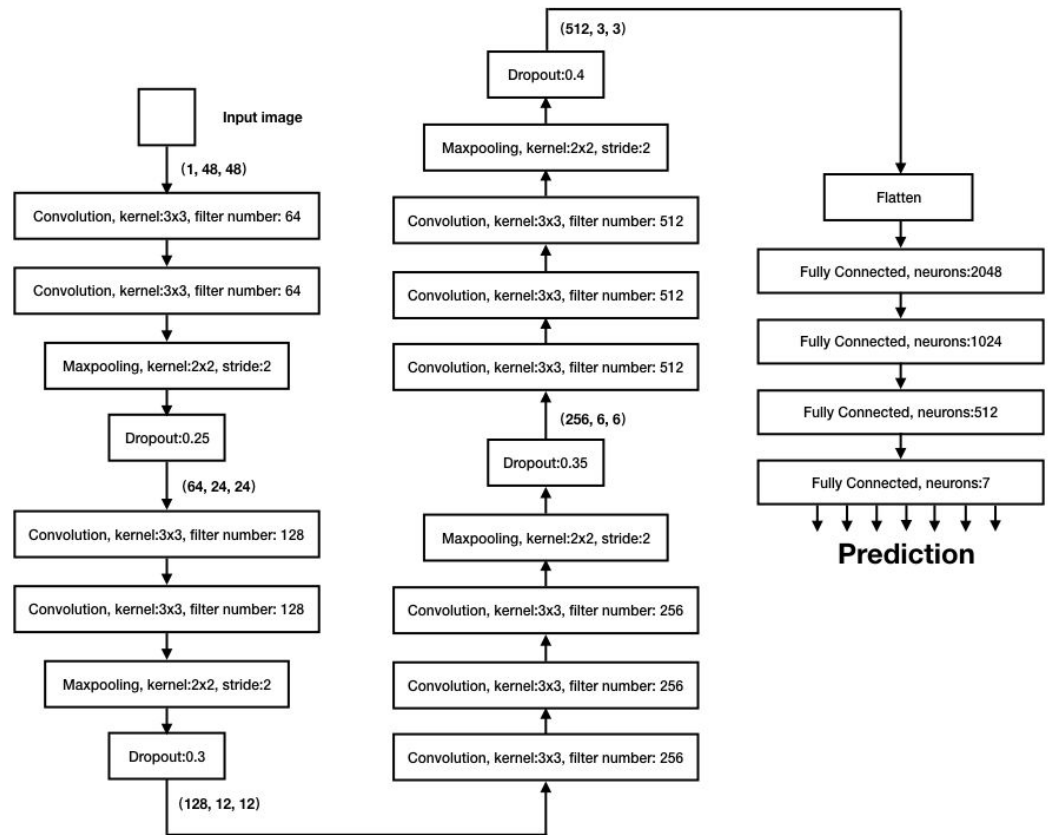 Input image
(1, 48, 48)
Convolution, kernel:3x3, filter number: 64
Convolution, kernel:3x3, filter number: 64
Maxpooling, kernel:2x2, stride:2
Dropout:0.25
(64, 24, 24)
Convolution, kernel:3x3, filter number: 128
Convolution, kernel:3x3, filter number: 128
Maxpooling, kernel:2x2, stride:2
Dropout:0.3
(128, 12, 12)
Convolution, kernel:3x3, filter number: 256
Convolution, kernel:3x3, filter number: 256
Convolution, kernel:3x3, filter number: 256
Maxpooling, kernel:2x2, stride:2
Dropout:0.35
(256, 6, 6)
Convolution, kernel:3x3, filter number: 512
Convolution, kernel:3x3, filter number: 512
Convolution, kernel:3x3, filter number: 512
Maxpooling, kernel:2x2, stride:2
Dropout:0.4
(512, 3, 3)
Flatten
Fully Connected, neurons:2048
Fully Connected, neurons:1024
Fully Connected, neurons:512
Fully Connected, neurons:7
Prediction